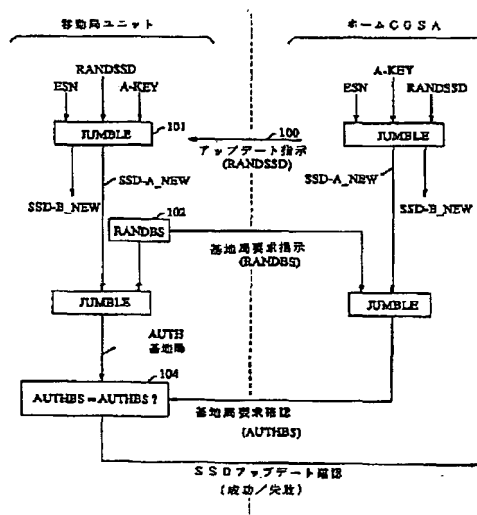 移動局ユニット
ホームCGSA
RANDSSD
ESN
A-KEY
JUMBLE
101
SSD-A_NEW
SSD-B_NEW
100
アップデート指示
(RANDSSD)
A-KEY
ESN
RANDSSD
JUMBLE
SSD-A_NEW
SSD-B_NEW
102
RANDBS
基地局要求指示
(RANDBS)
JUMBLE
JUMBLE
AUTH
基地局
104
AUTHBS=AUTHBS?
基地局要求確認
(AUTHBS)
SSDアップデート確認
(成功/失敗)